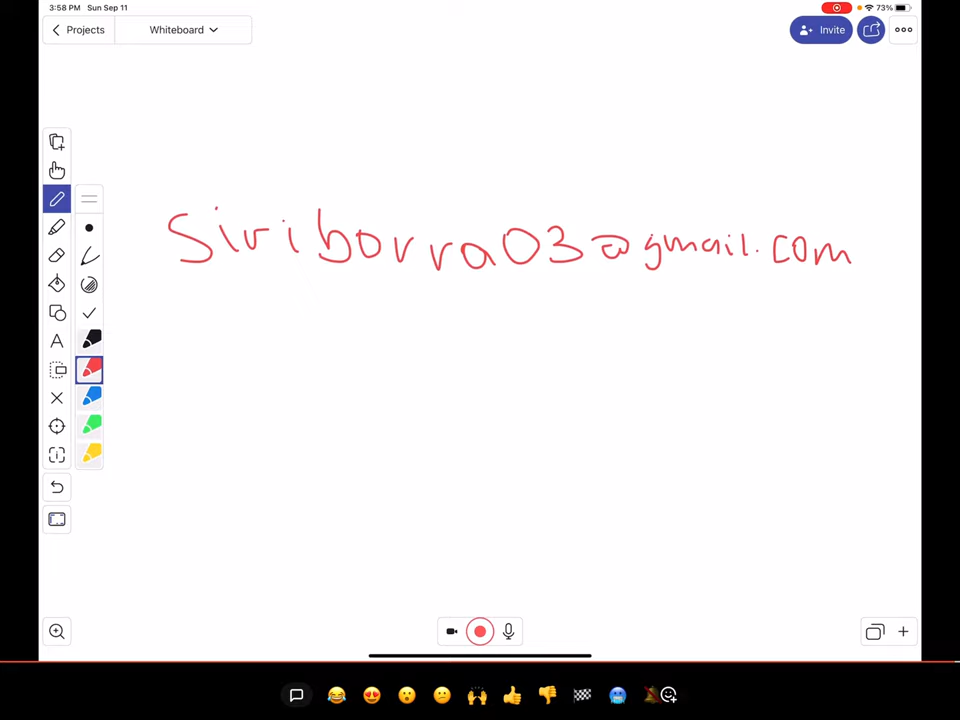 3:58 PM Sun Sep 11 73%
Projects Whiteboard Invite
Siriborra03@gmail.com
A